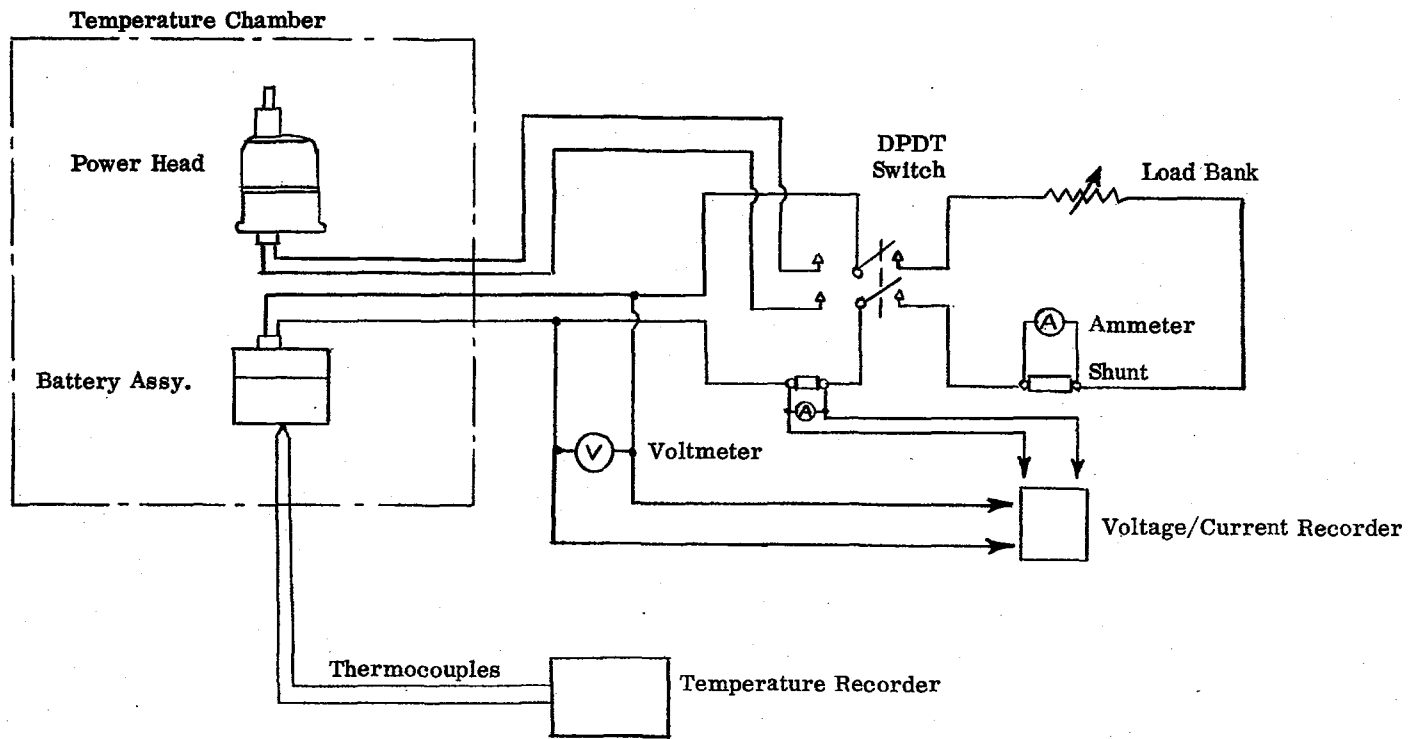 Temperature Chamber
Power Head
Battery Assy.
DPDT
Switch
Load Bank
A
Ammeter
Shunt
A
V
Voltmeter
Voltage/Current Recorder
Thermocouples
Temperature Recorder